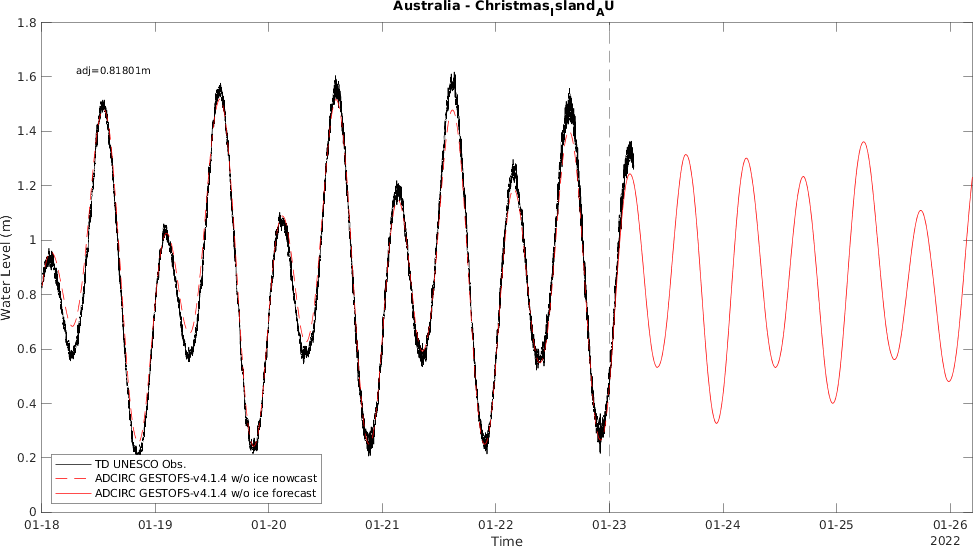 Australia - Christmas_Island_AU
1.8
1.6
1.4
1.2
1
0.8
0.6
0.4
0.2
0
Water Level (m)
adj=0.81801m
TD UNESCO Obs.
ADCIRC GESTOFS-v4.1.4 w/o ice nowcast
ADCIRC GESTOFS-v4.1.4 w/o ice forecast
01-18 01-19 01-20 01-21 01-22 01-23 01-24 01-25 01-26
Time
2022